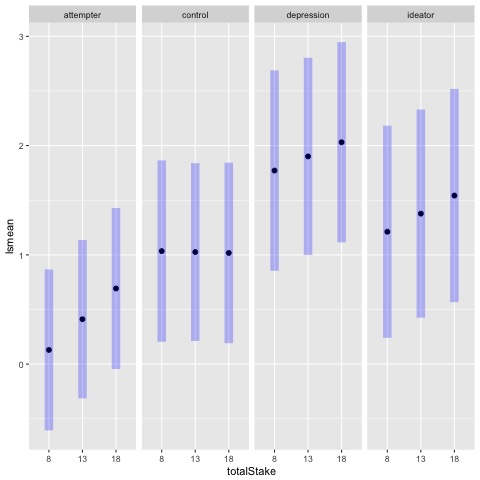 attempter control depression ideator
3
2
1
0
lsmean
8 13 18 8 13 18 8 13 18 8 13 18
totalStake